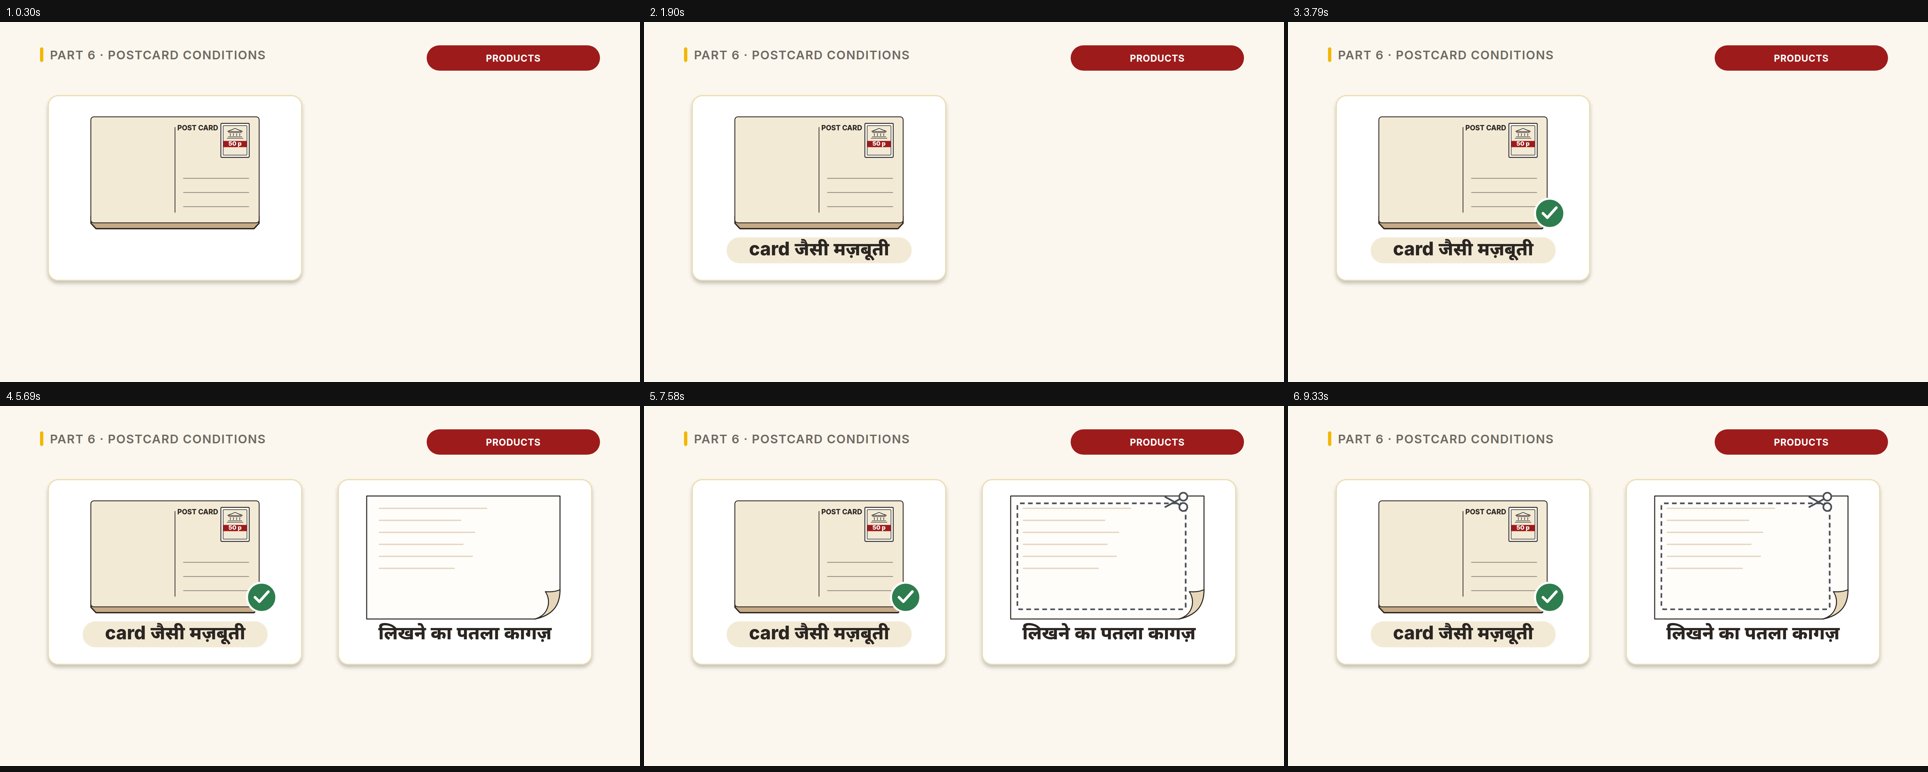 1. 0.30s
PART 6 · POSTCARD CONDITIONS
PRODUCTS
POST CARD
50 p
2. 1.90s
PART 6 · POSTCARD CONDITIONS
PRODUCTS
POST CARD
50 p
card जैसी मज़बूती
3. 3.79s
PART 6 · POSTCARD CONDITIONS
PRODUCTS
POST CARD
50 p
card जैसी मज़बूती
4. 5.69s
PART 6 · POSTCARD CONDITIONS
PRODUCTS
POST CARD
50 p
card जैसी मज़बूती
लिखने का पतला कागज़
5. 7.58s
PART 6 · POSTCARD CONDITIONS
PRODUCTS
POST CARD
50 p
card जैसी मज़बूती
लिखने का पतला कागज़
6. 9.33s
PART 6 · POSTCARD CONDITIONS
PRODUCTS
POST CARD
50 p
card जैसी मज़बूती
लिखने का पतला कागज़